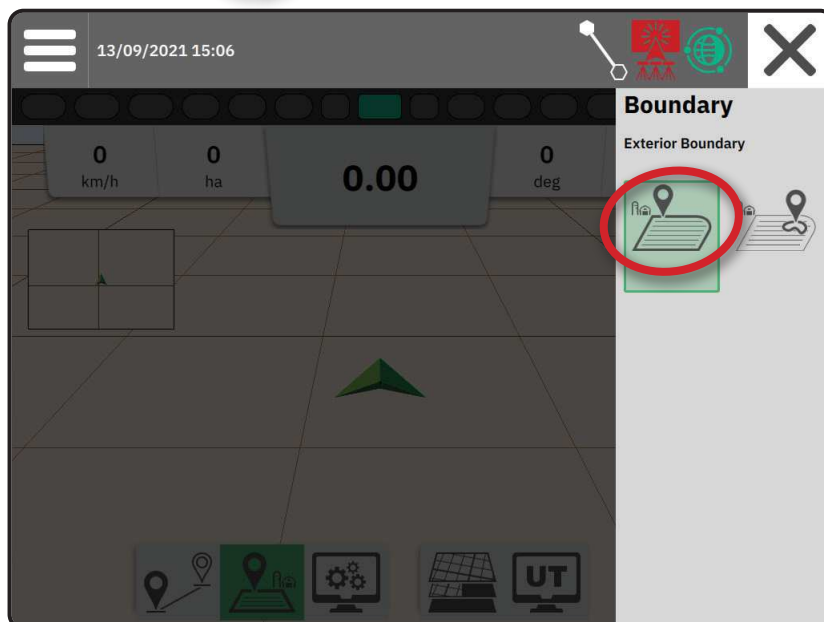 13/09/2021 15:06
Boundary
Exterior Boundary
0
km/h
0
ha
0.00
0
deg
UT